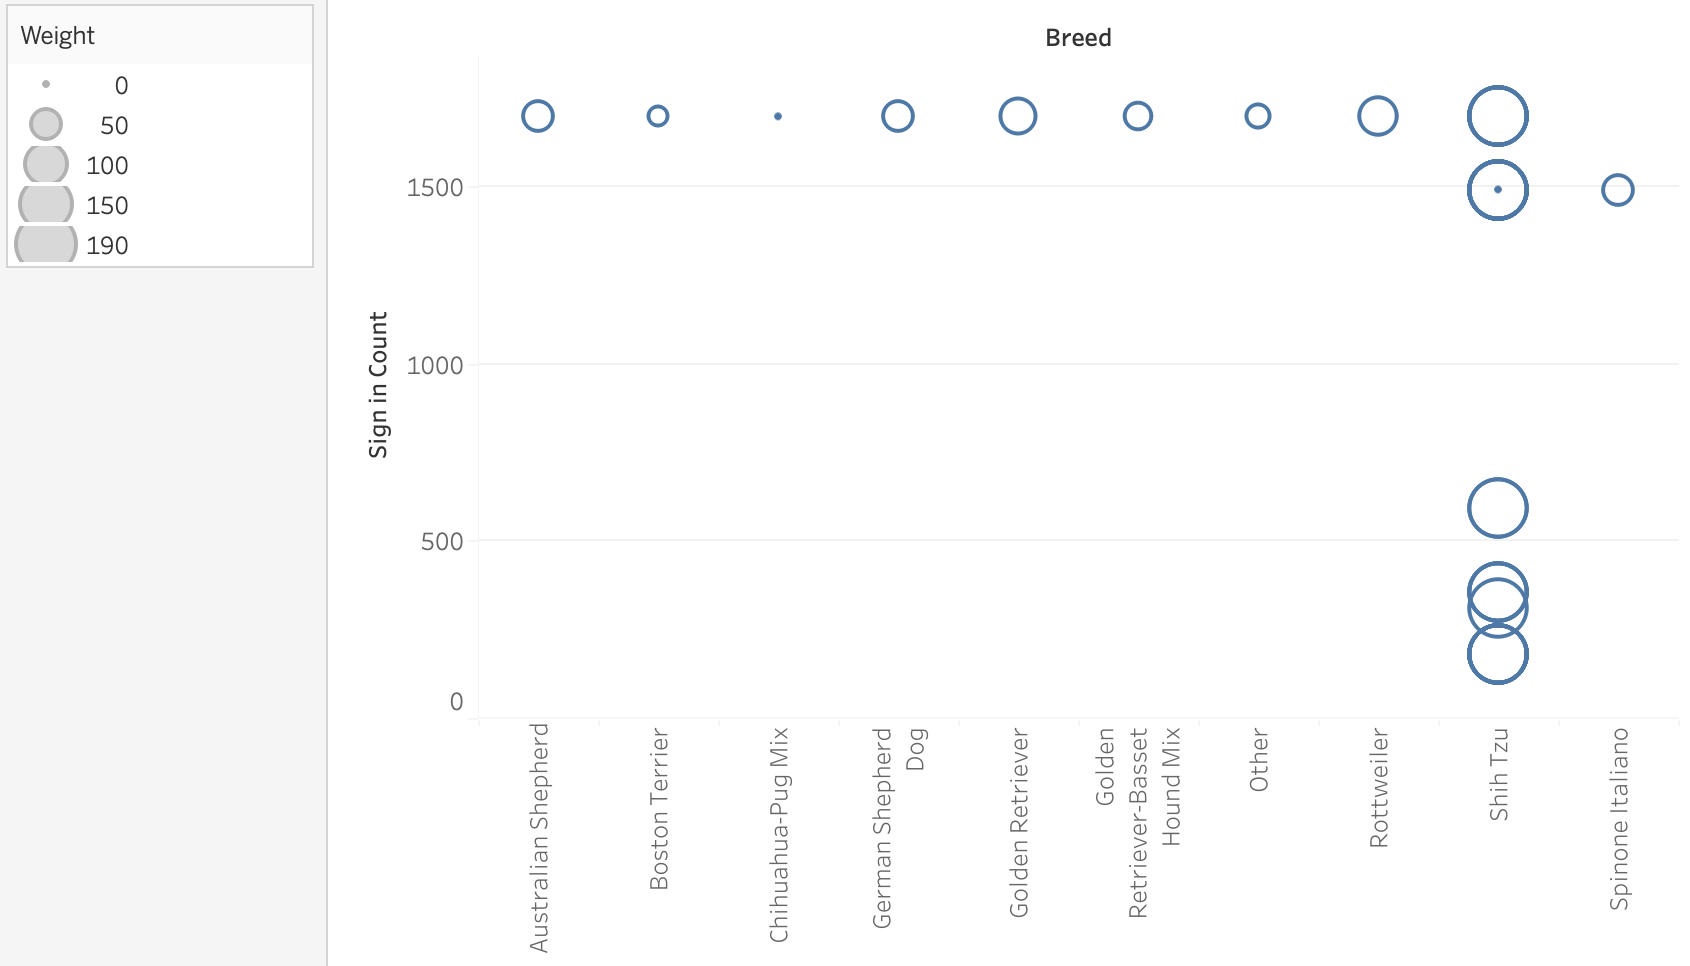 Weight
0
50
100
150
190
Breed
Sign in Count
1500
1000
500
0
Australian Shepherd
Boston Terrier
Chihuahua-Pug Mix
German Shepherd
Dog
Golden Retriever
Golden
Retriever-Basset
Hound Mix
Other
Rottweiler
Shih Tzu
Spinone Italiano